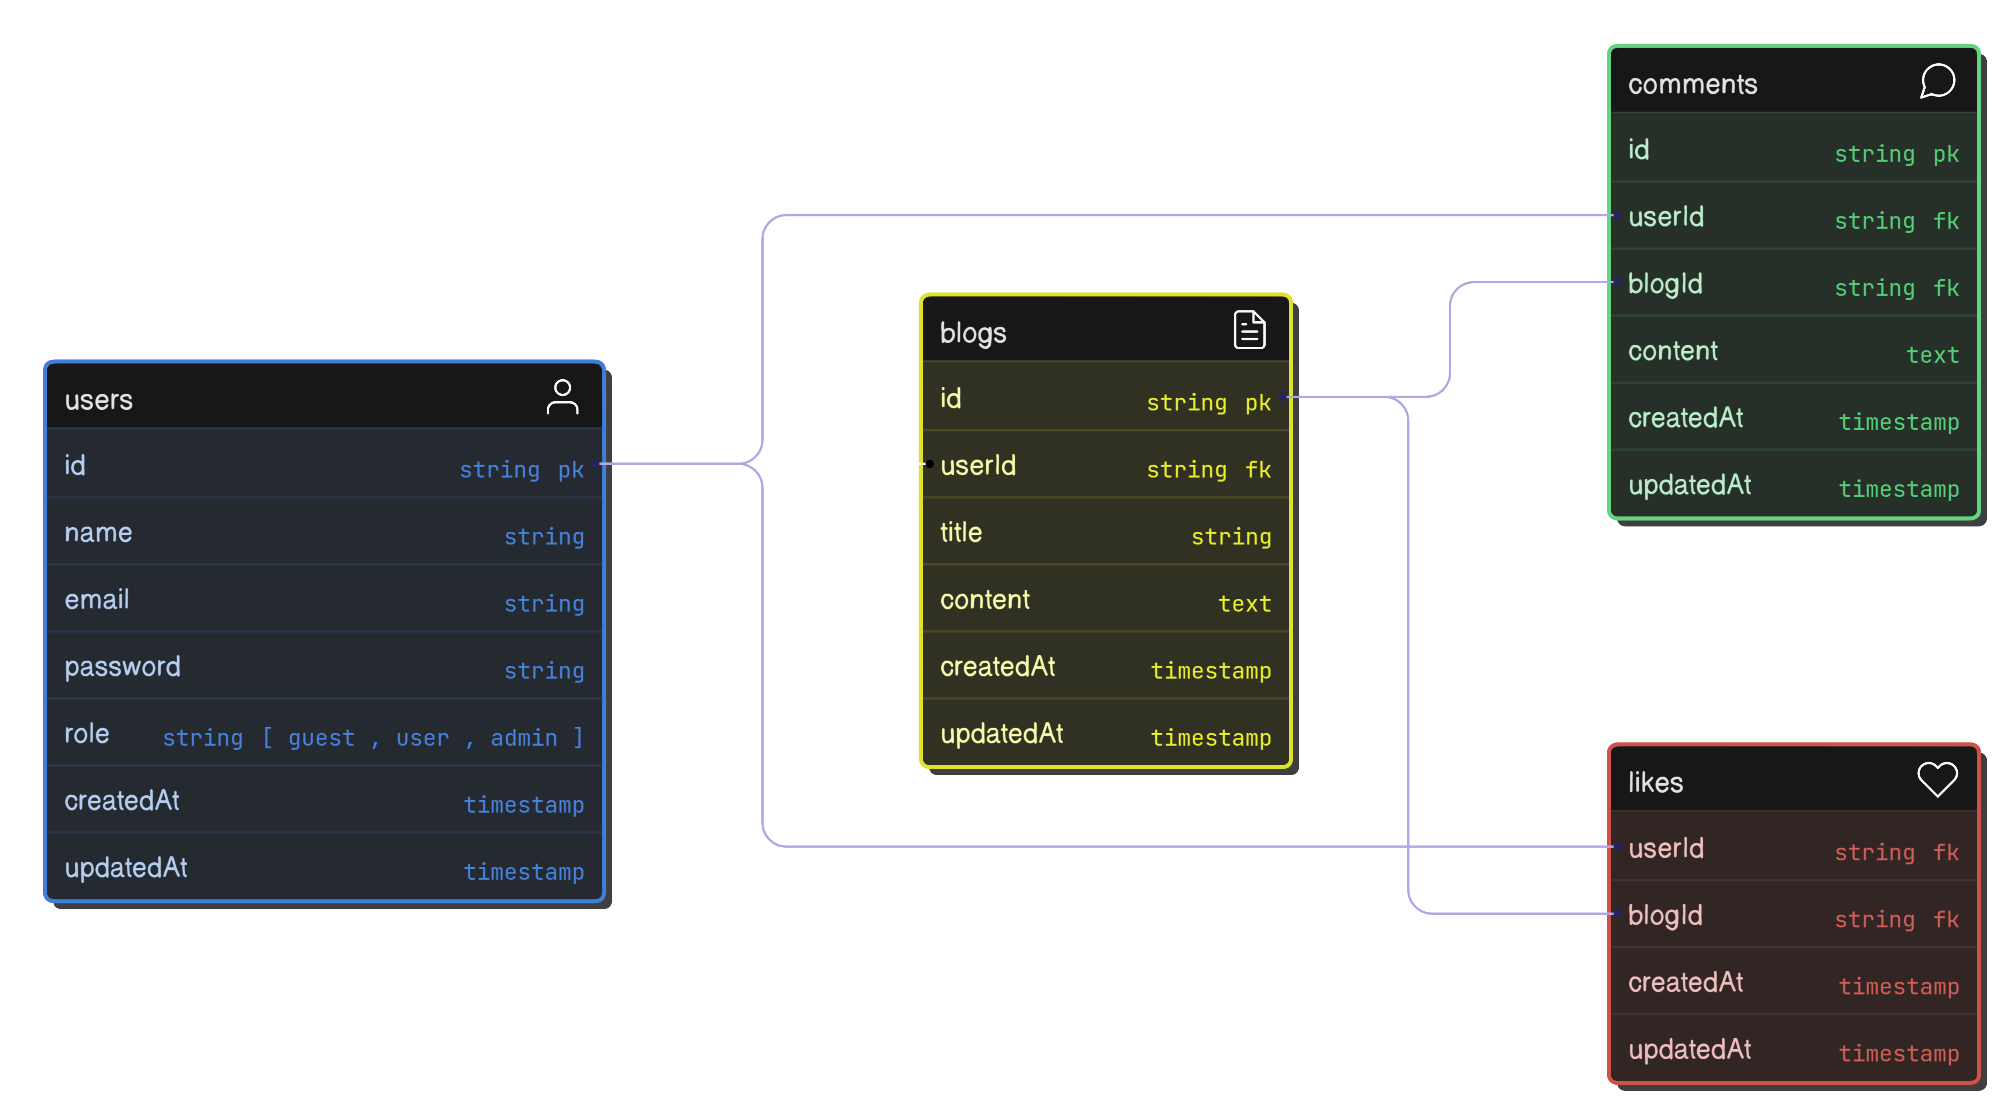 users
id string pk
name string
email string
password string
role string [ guest , user , admin ]
createdAt timestamp
updatedAt timestamp
blogs
id string pk
userId string fk
title string
content text
createdAt timestamp
updatedAt timestamp
comments
id string pk
userId string fk
blogId string fk
content text
createdAt timestamp
updatedAt timestamp
likes
userId string fk
blogId string fk
createdAt timestamp
updatedAt timestamp